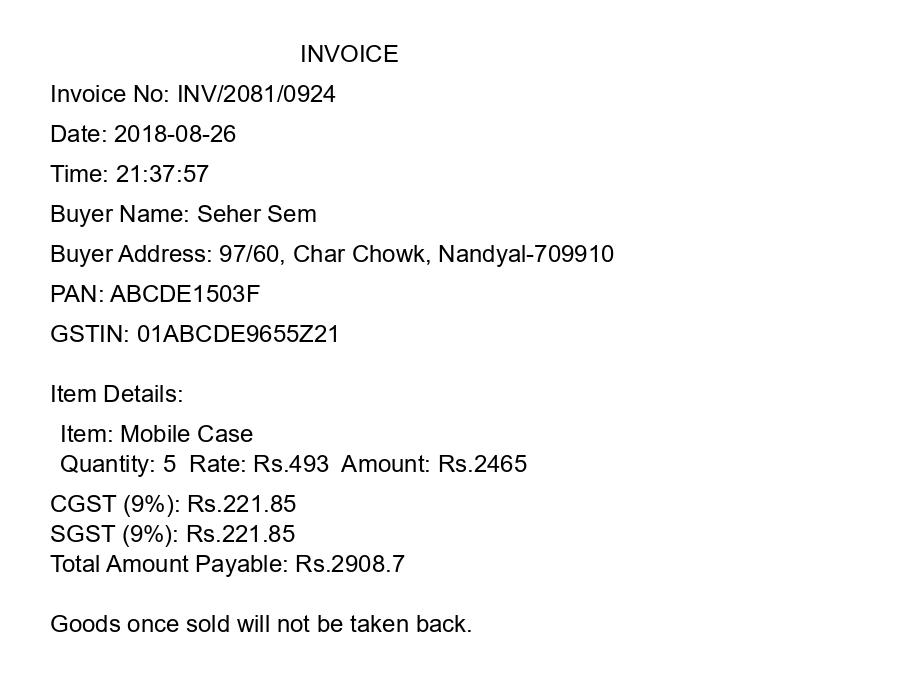 INVOICE
Invoice No: INV/2081/0924
Date: 2018-08-26
Time: 21:37:57
Buyer Name: Seher Sem
Buyer Address: 97/60, Char Chowk, Nandyal-709910
PAN: ABCDE1503F
GSTIN: 01ABCDE9655Z21
Item Details:
Item: Mobile Case
Quantity: 5 Rate: Rs.493 Amount: Rs.2465
CGST (9%): Rs.221.85
SGST (9%): Rs.221.85
Total Amount Payable: Rs.2908.7
Goods once sold will not be taken back.